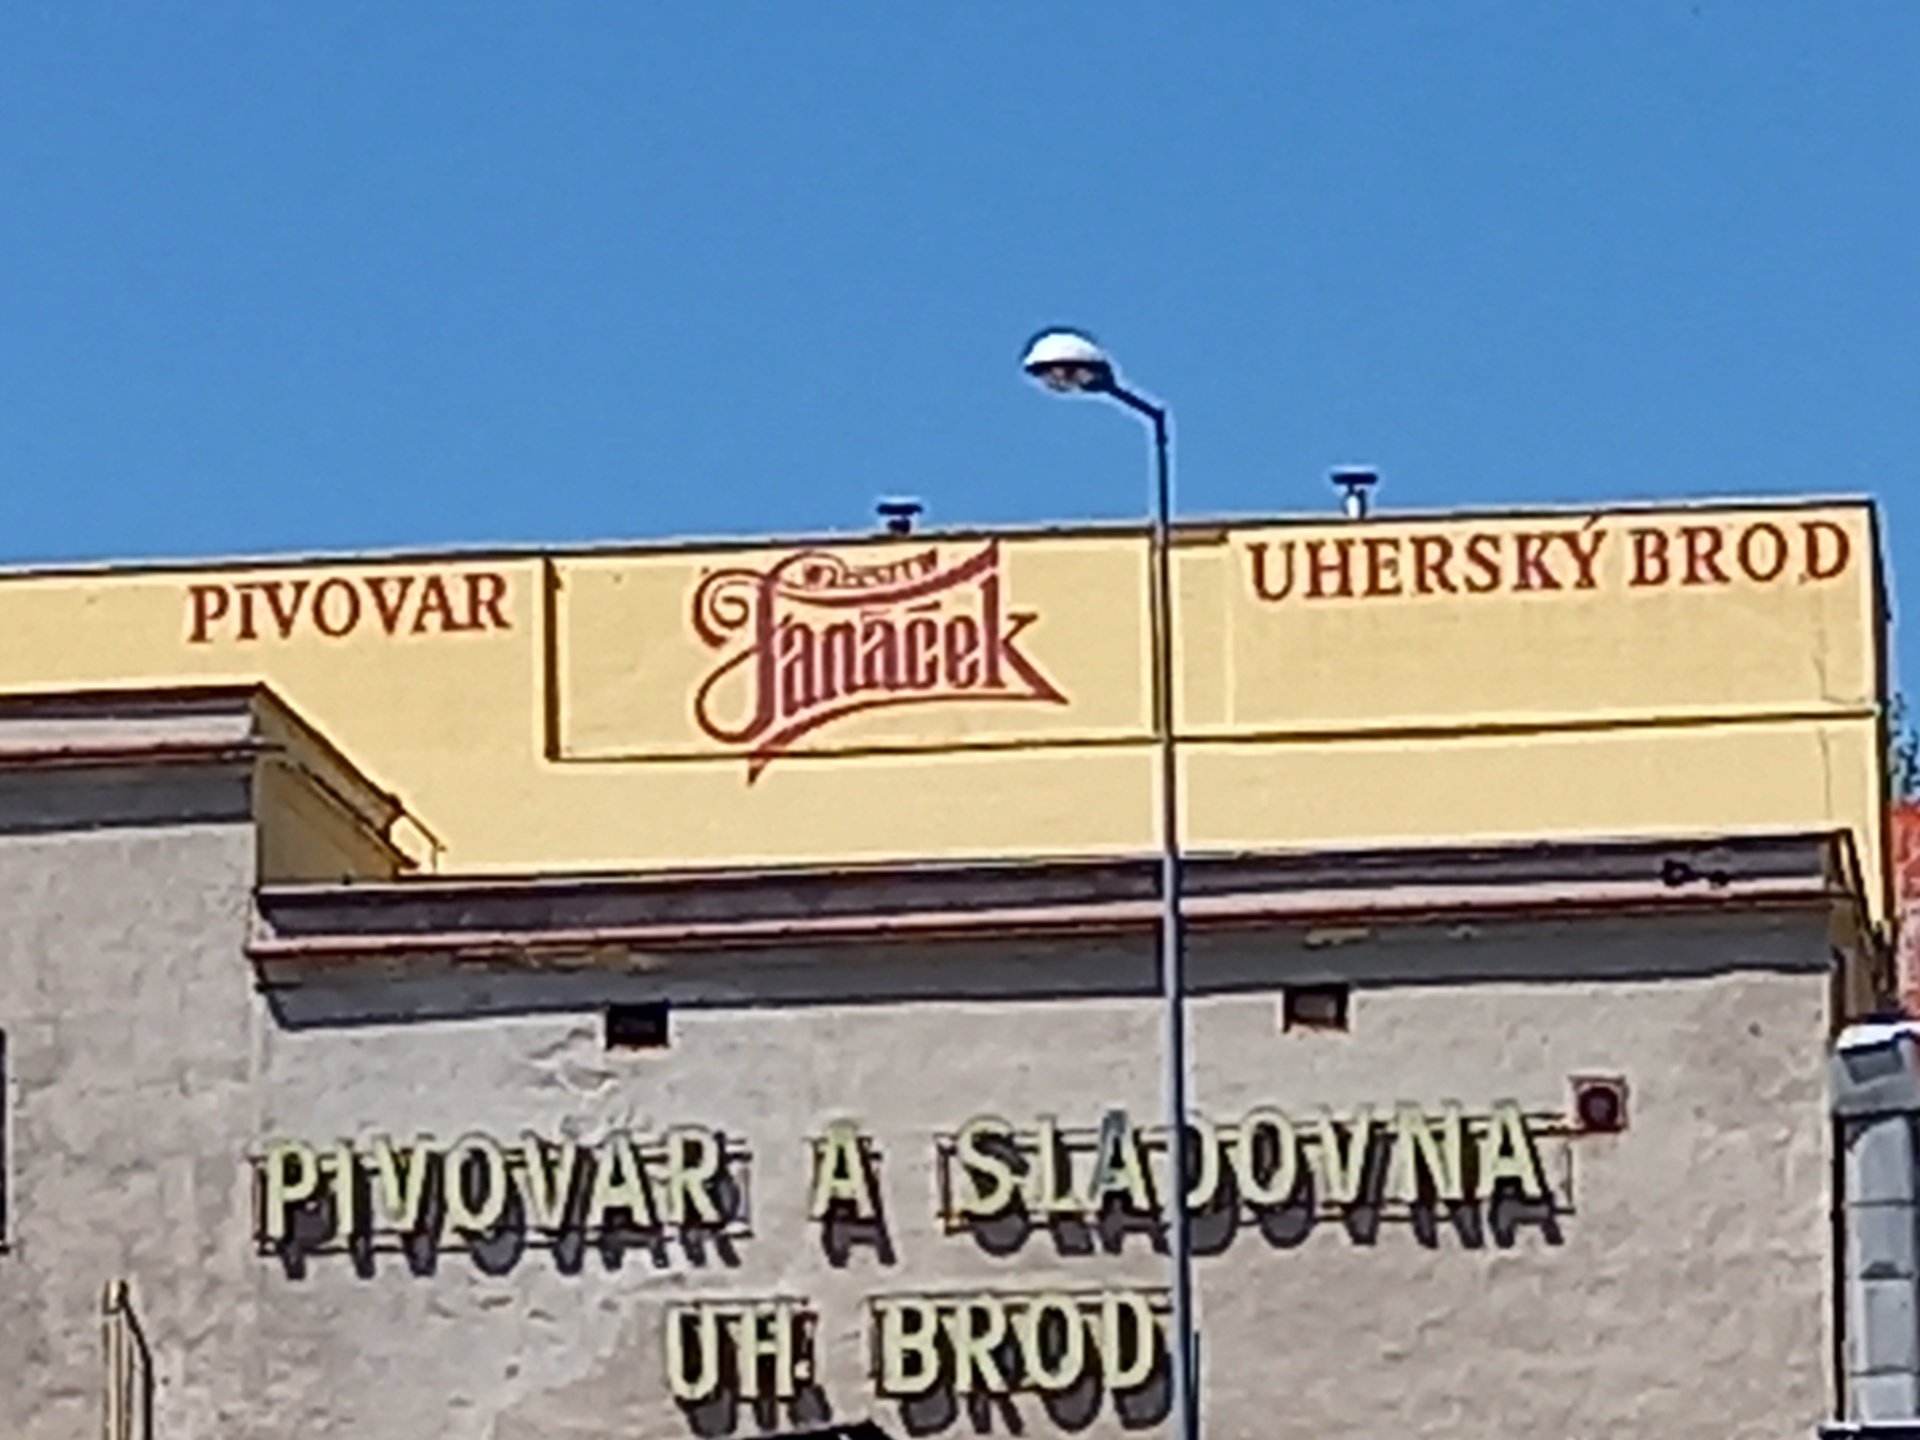 PIVOVAR
Janáček
UHERSKÝ BROD
PIVOVAR A SLADOVNA
UH. BROD